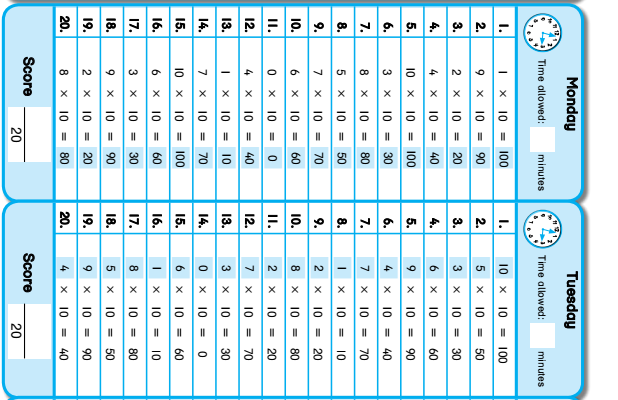 Monday
Time allowed: minutes
1. 1 × 10 = 100
2. 9 × 10 = 90
3. 2 × 10 = 20
4. 4 × 10 = 40
5. 10 × 10 = 100
6. 3 × 10 = 30
7. 8 × 10 = 80
8. 5 × 10 = 50
9. 7 × 10 = 70
10. 6 × 10 = 60
11. 0 × 10 = 0
12. 4 × 10 = 40
13. 1 × 10 = 10
14. 7 × 10 = 70
15. 10 × 10 = 100
16. 6 × 10 = 60
17. 3 × 10 = 30
18. 9 × 10 = 90
19. 2 × 10 = 20
20. 8 × 10 = 80
Score
20
Tuesday
Time allowed: minutes
1. 10 × 10 = 100
2. 5 × 10 = 50
3. 3 × 10 = 30
4. 6 × 10 = 60
5. 9 × 10 = 90
6. 4 × 10 = 40
7. 7 × 10 = 70
8. 1 × 10 = 10
9. 2 × 10 = 20
10. 8 × 10 = 80
11. 2 × 10 = 20
12. 7 × 10 = 70
13. 3 × 10 = 30
14. 0 × 10 = 0
15. 6 × 10 = 60
16. 1 × 10 = 10
17. 8 × 10 = 80
18. 5 × 10 = 50
19. 9 × 10 = 90
20. 4 × 10 = 40
Score
20